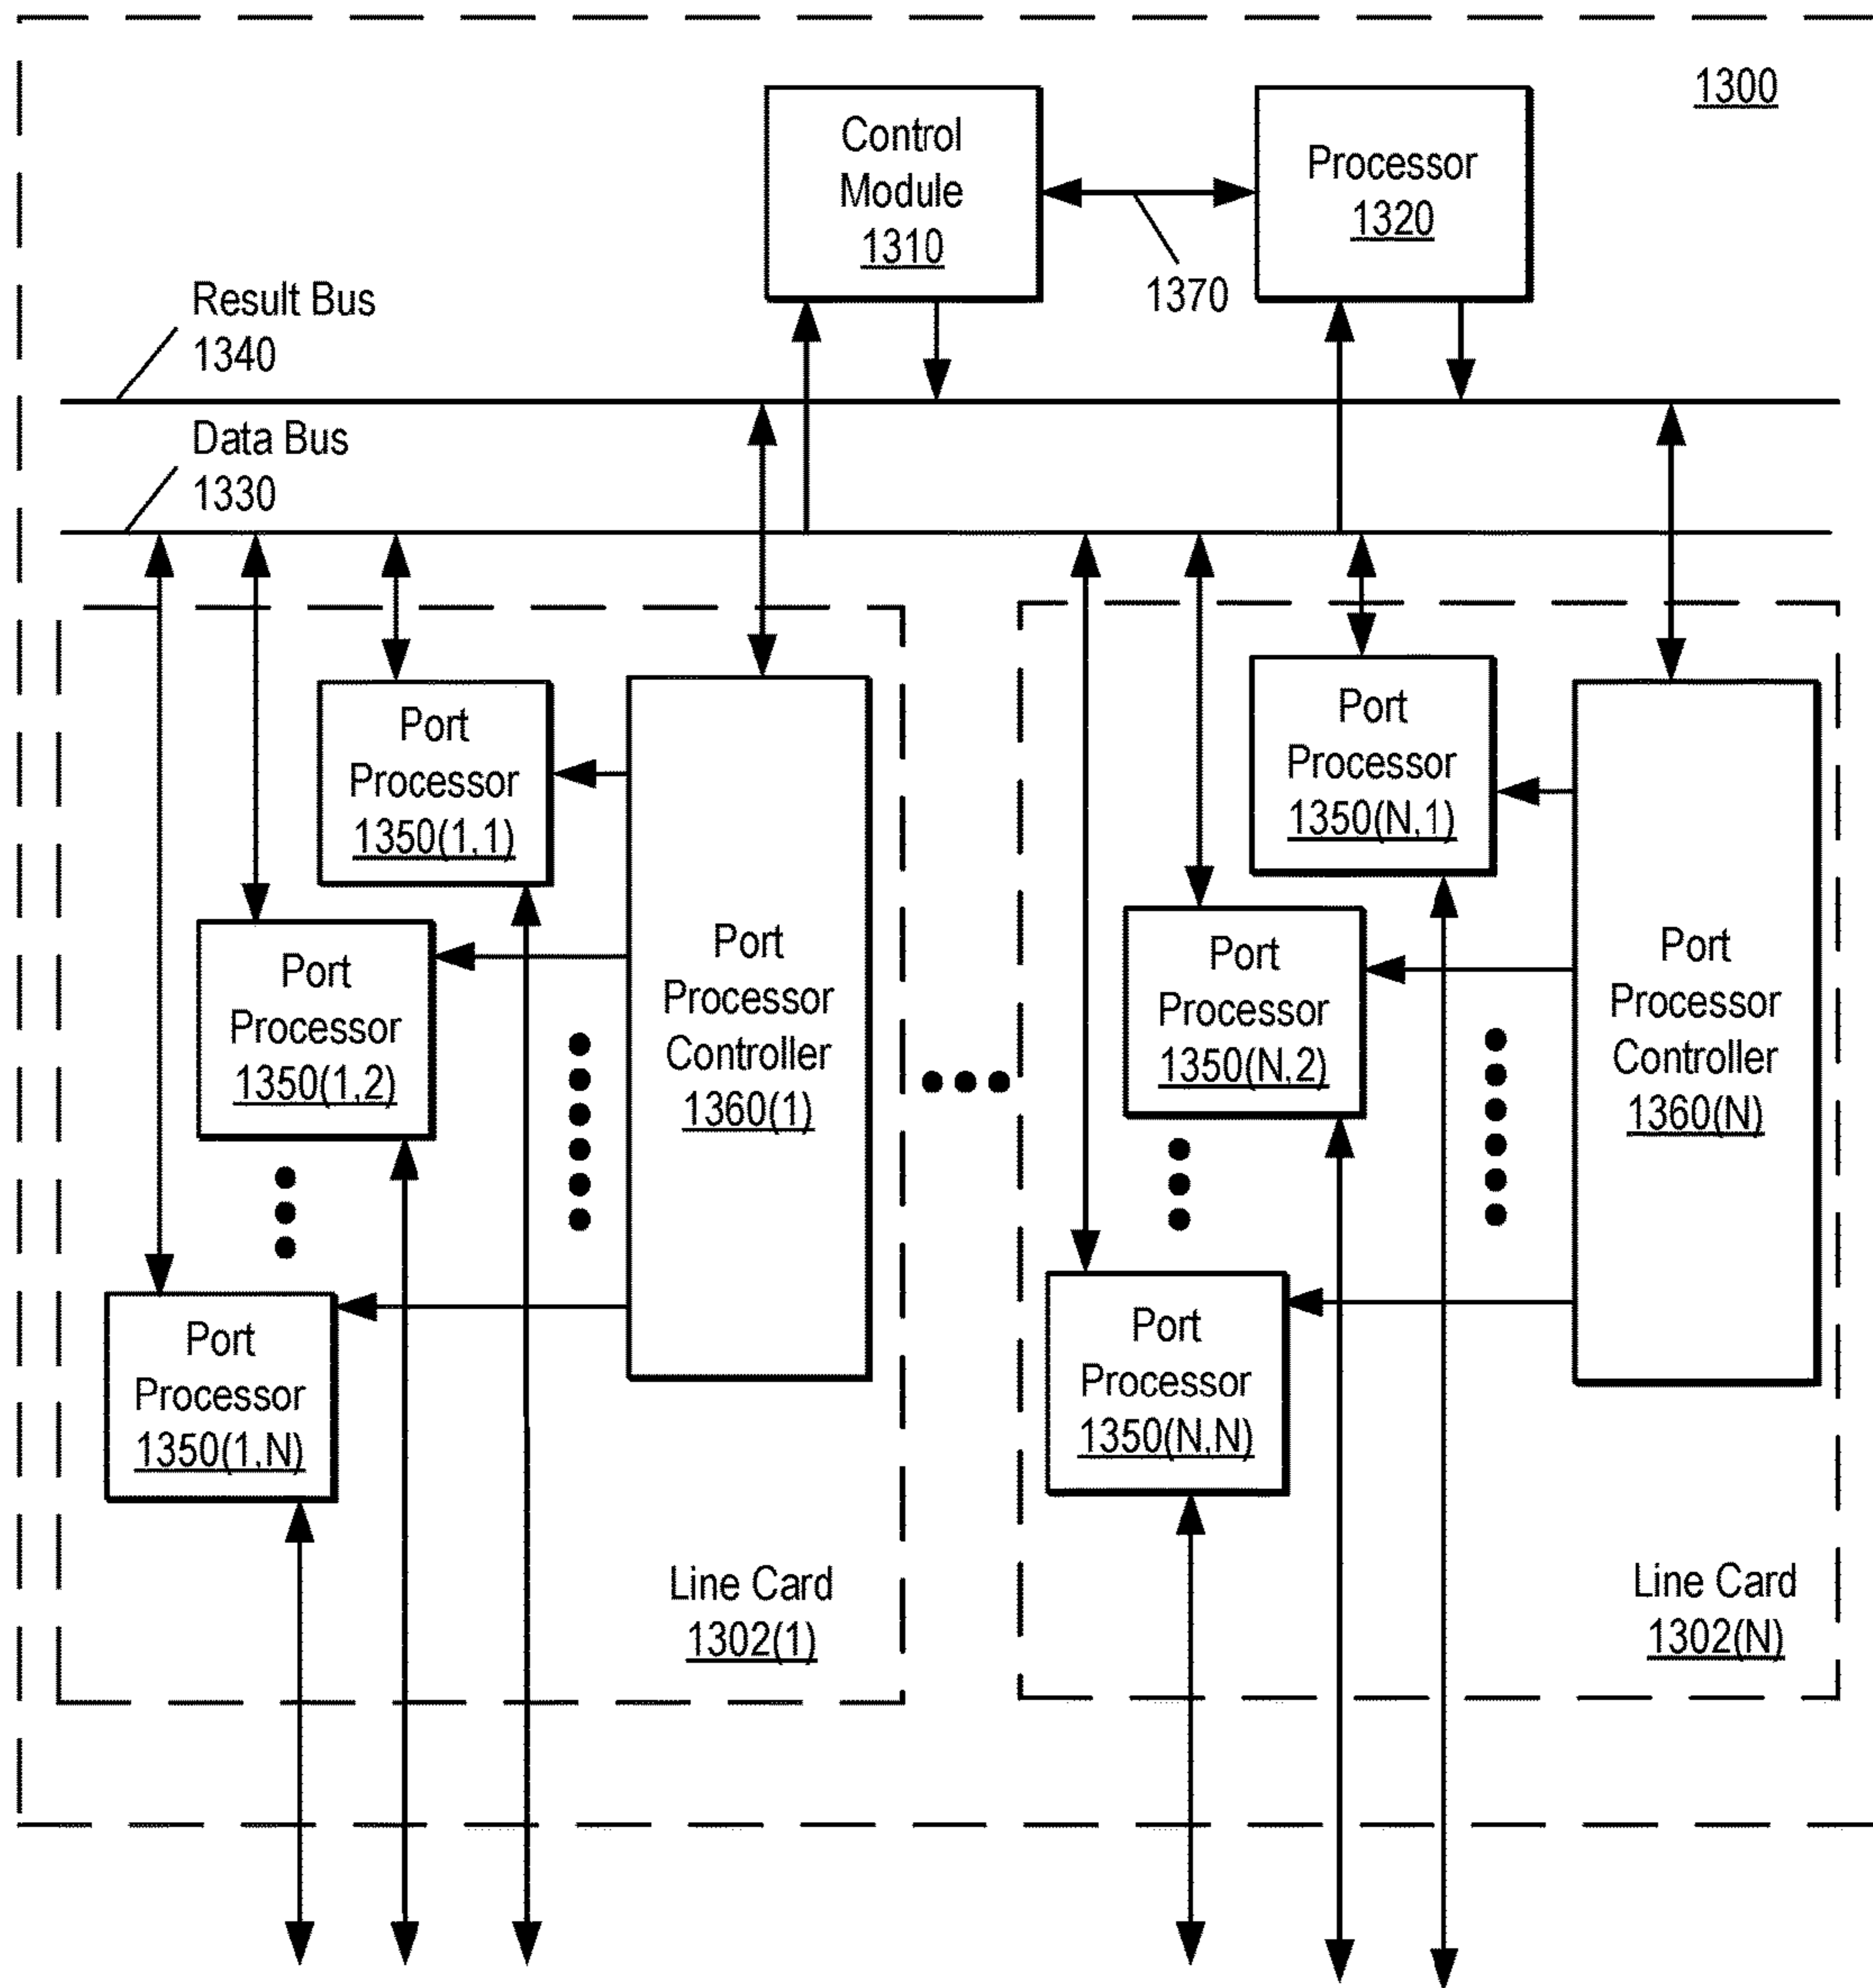 1300
Control
Module
1310
Processor
1320
1370
Result Bus
1340
Data Bus
1330
Port
Processor
1350(1,1)
Port
Processor
1350(1,2)
Port
Processor
1350(1,N)
Port
Processor
Controller
1360(1)
Line Card
1302(1)
Port
Processor
1350(N,1)
Port
Processor
1350(N,2)
Port
Processor
1350(N,N)
Port
Processor
Controller
1360(N)
Line Card
1302(N)